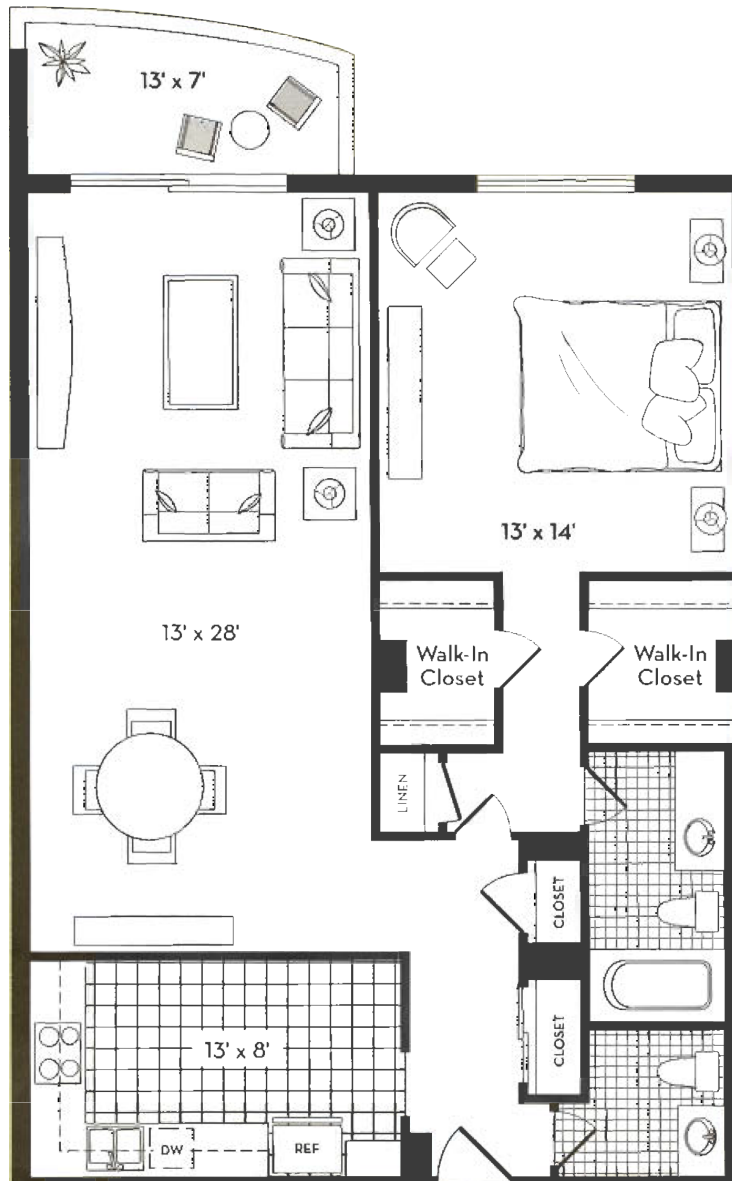 13' x 7'
13' x 14'
13' x 28'
Walk-In
Closet
Walk-In
Closet
LINEN
CLOSET
CLOSET
13' x 8'
DW
REF